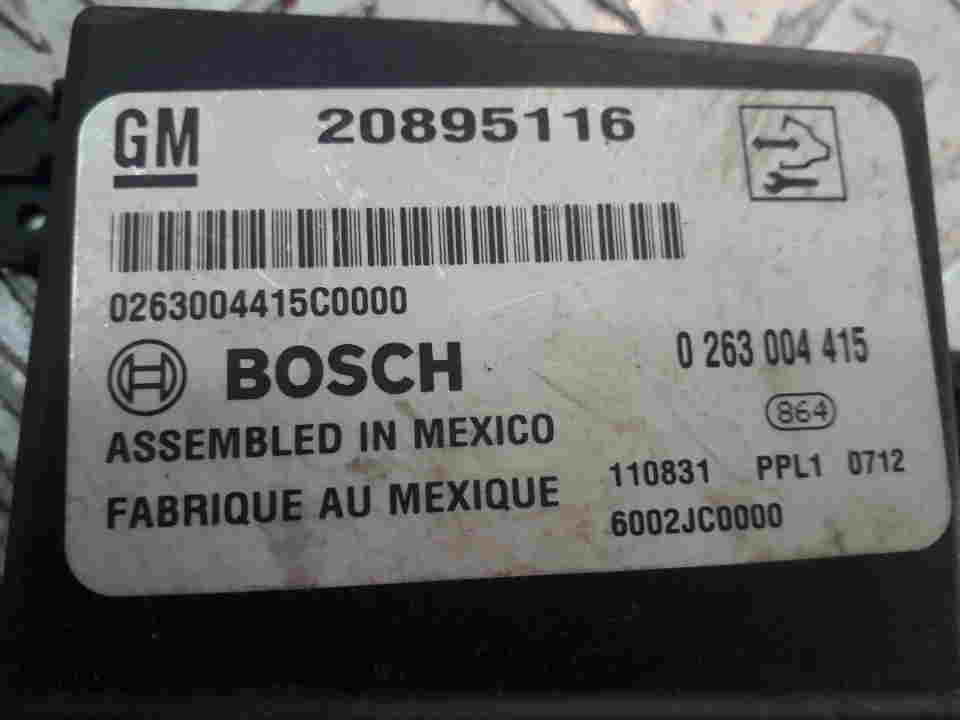 GM 20895116
0263004415C0000
BOSCH 0 263 004 415
864
ASSEMBLED IN MEXICO
FABRIQUE AU MEXIQUE
110831 PPL1 0712
6002JC0000